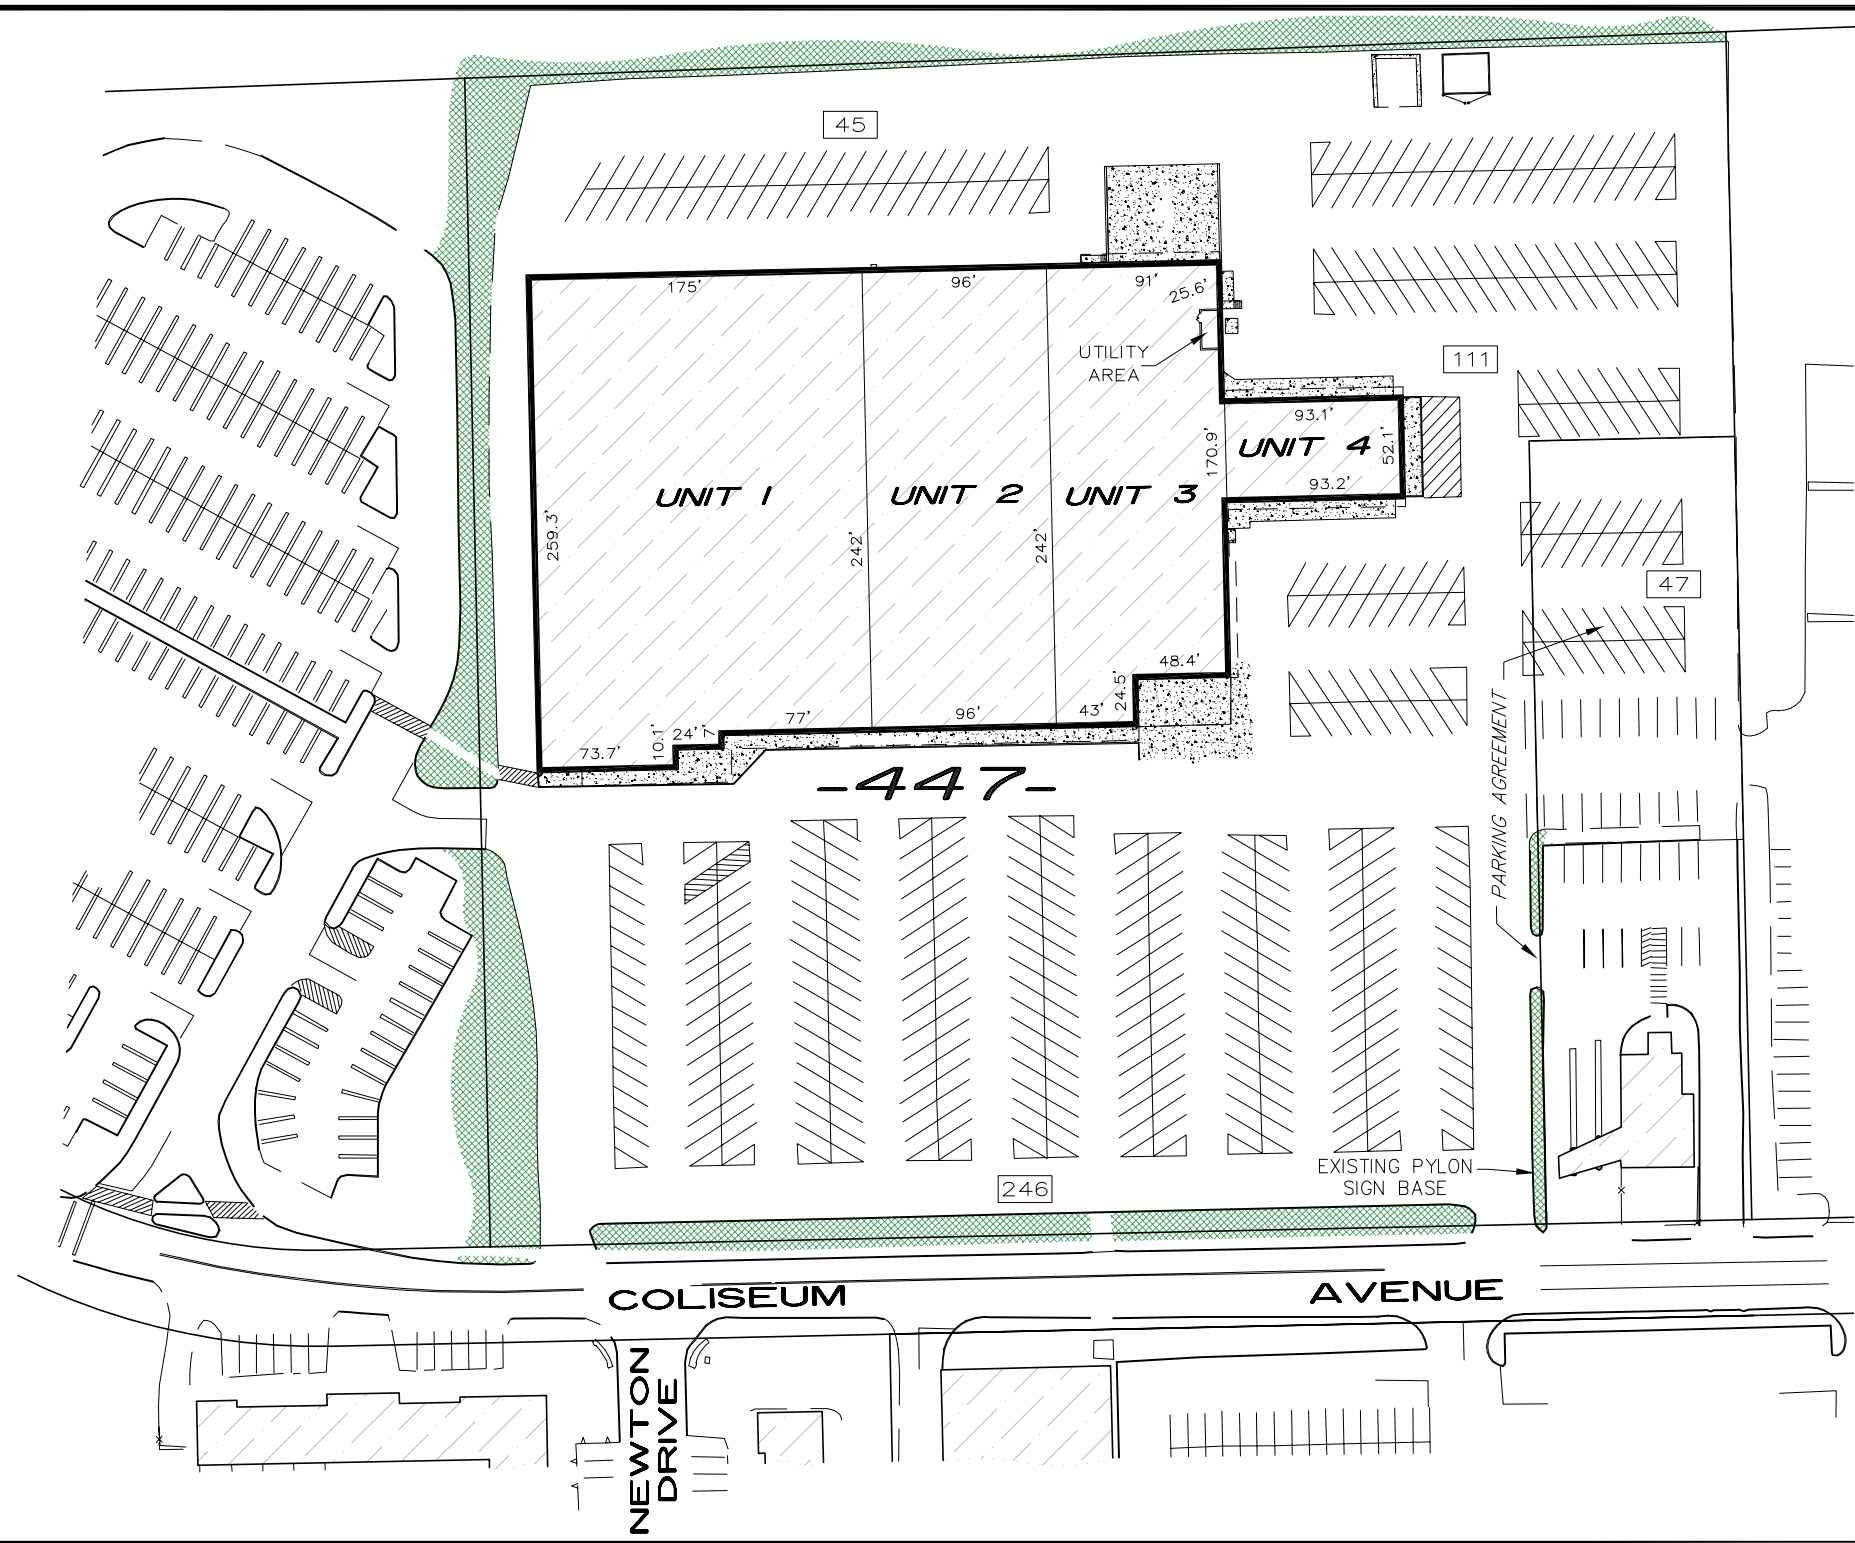 45
175'
96'
91'
25.6'
UTILITY
AREA
111
93.1'
UNIT 4
52.1'
170.9'
93.2'
UNIT 1
UNIT 2
UNIT 3
259.3'
242'
242'
47
48.4'
24.5'
43'
96'
77'
7'
24'
10.1'
73.7'
-447-
PARKING AGREEMENT
EXISTING PYLON
SIGN BASE
246
COLISEUM AVENUE
NEWTON
DRIVE